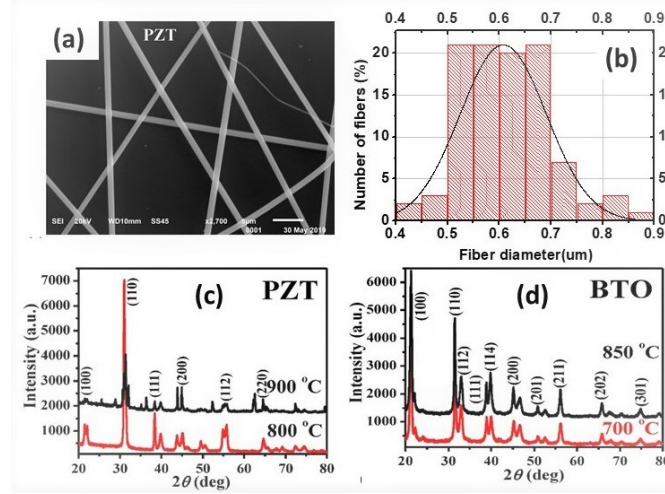 (a)
PZT
SEI 20kV WD10mm SS45 x2,700 5µm
0001 30 May 2019
(b)
0.4 0.5 0.6 0.7 0.8 0.9
20
15
10
5
0
Number of fibers (%)
0.4 0.5 0.6 0.7 0.8 0.9
Fiber diameter(um)
(c)
PZT
7000
6000
5000
4000
3000
2000
1000
0
Intensity (a.u.)
(100)
(110)
(111)
(200)
(112)
(220)
900 °C
800 °C
20 30 40 50 60 70 80
2θ (deg)
(d)
BTO
6000
5000
4000
3000
2000
1000
0
Intensity (a.u.)
(100)
(110)
(112)
(111)
(114)
(200)
(201)
(211)
(202)
(301)
850 °C
700 °C
20 30 40 50 60 70 80
2θ (deg)